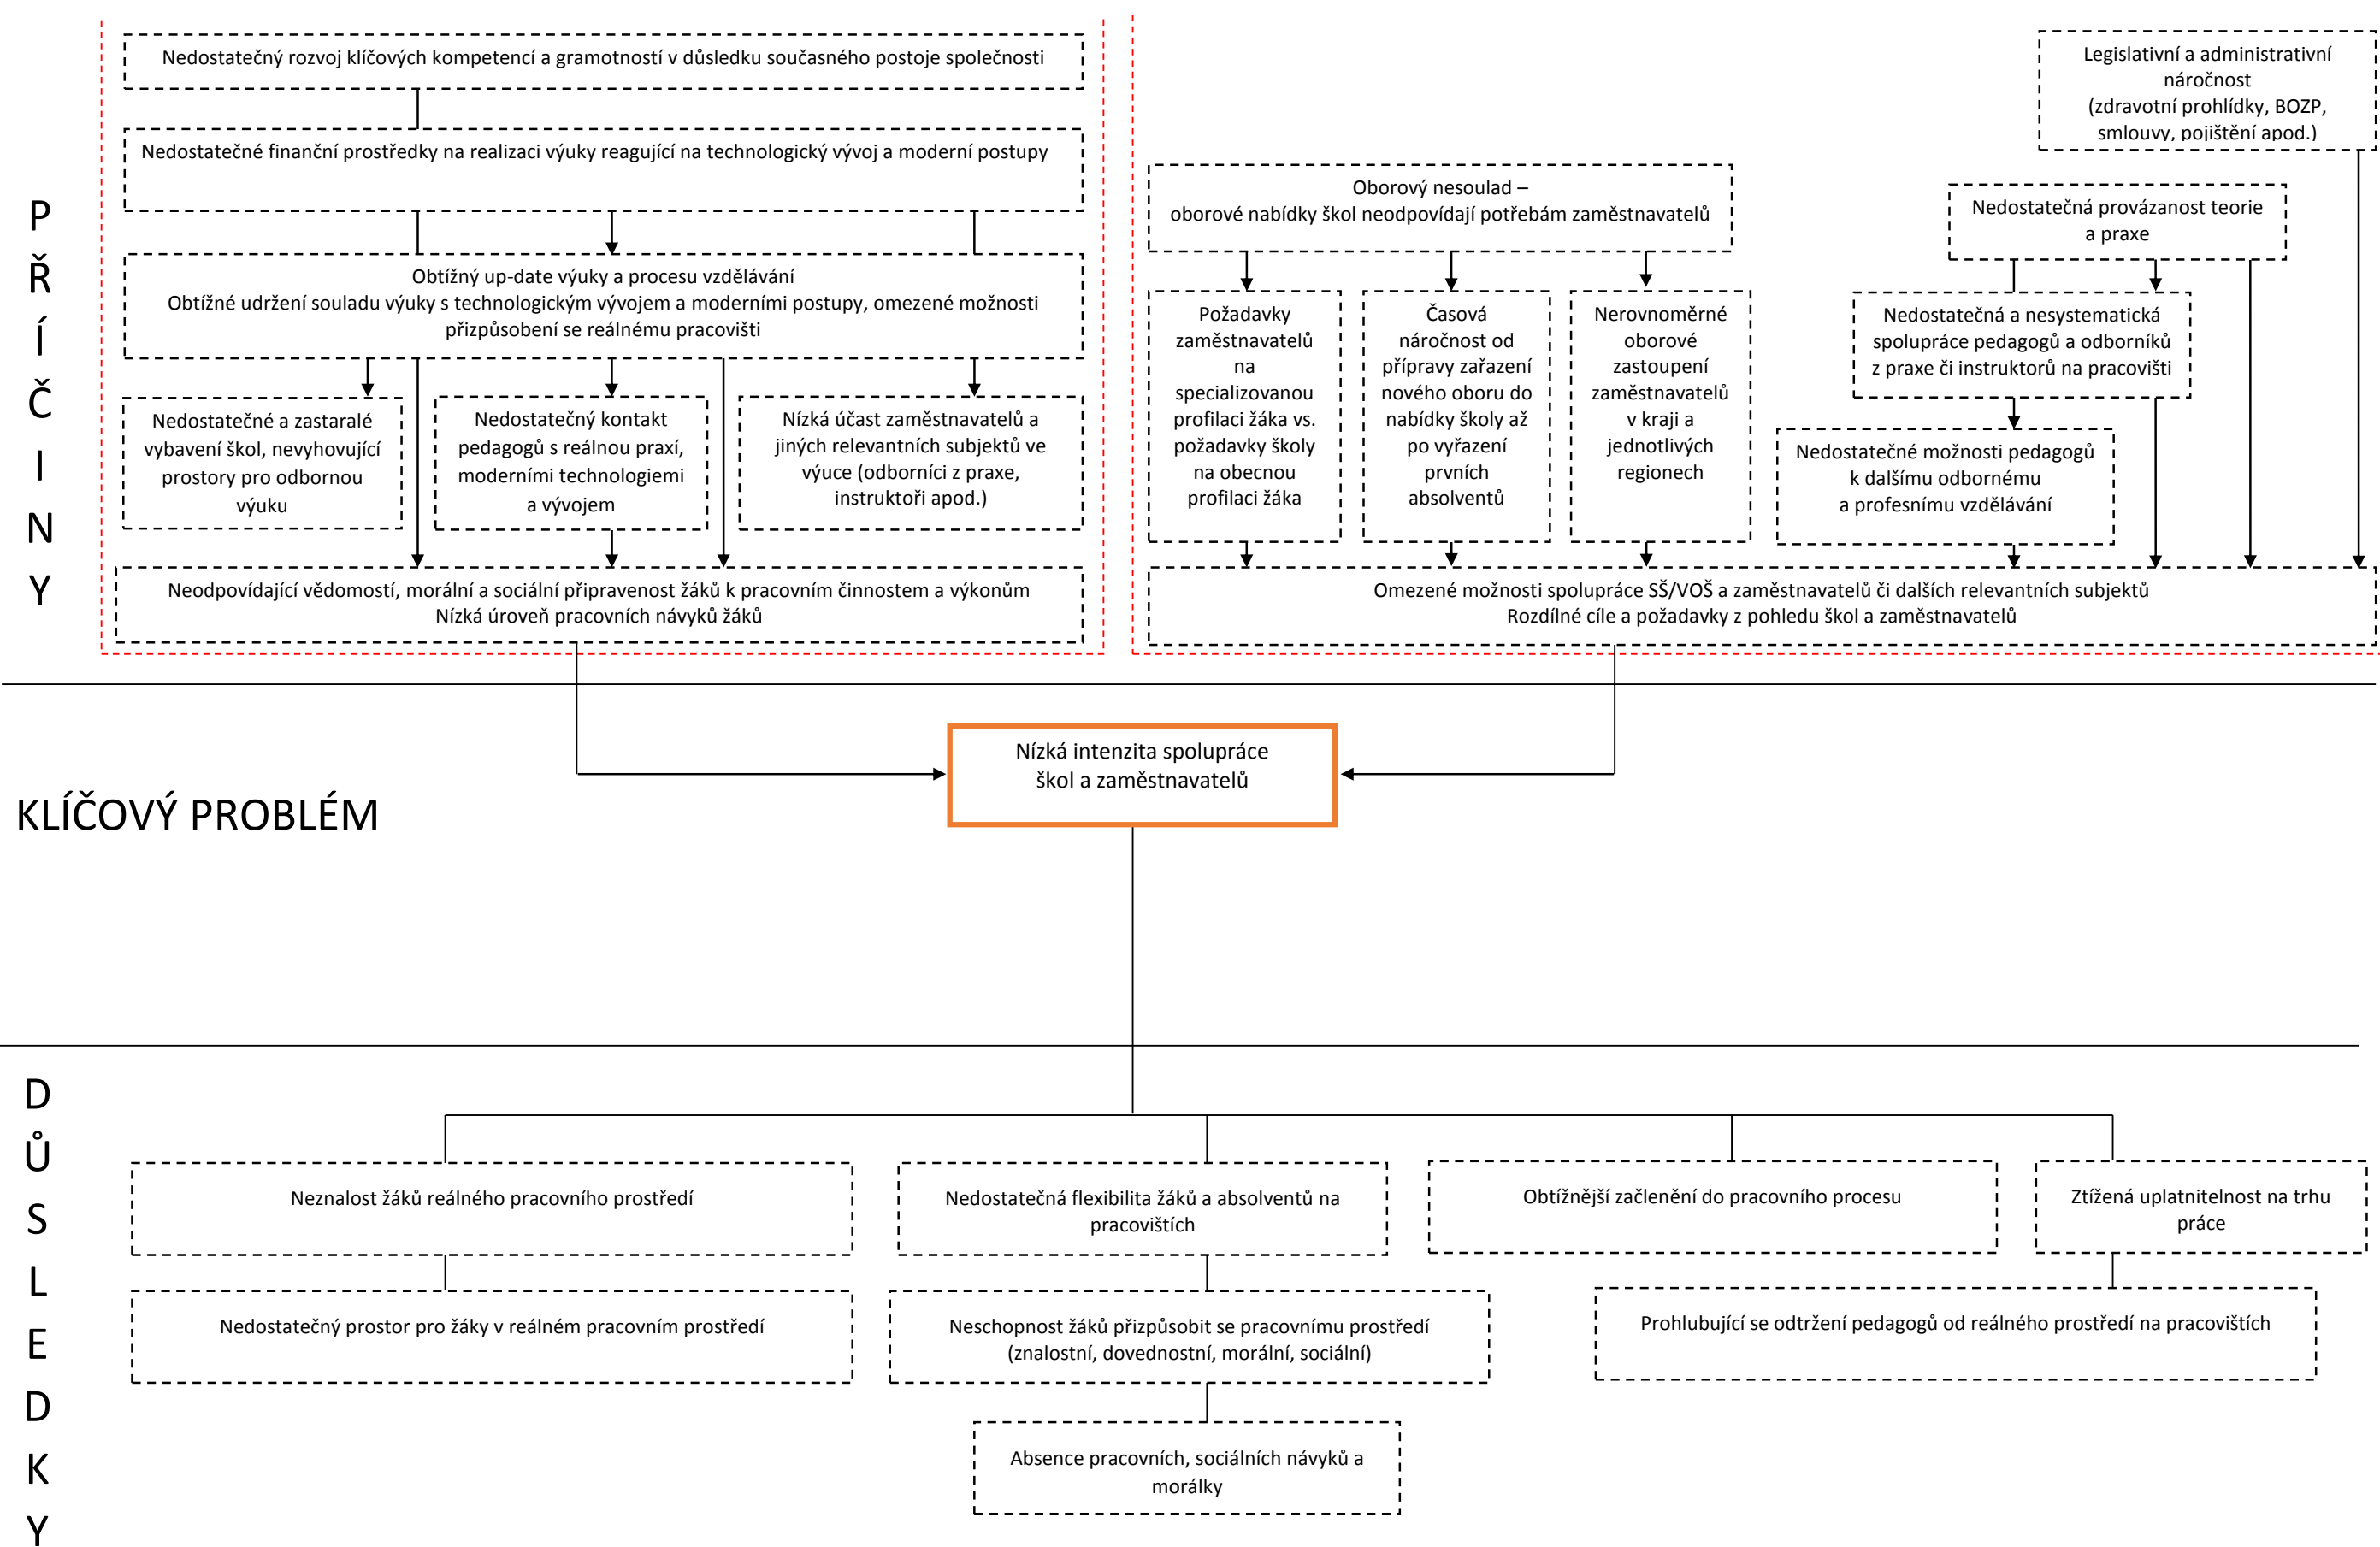 PŘÍČINY
Nedostatečný rozvoj klíčových kompetencí a gramotností v důsledku současného postoje společnosti
Nedostatečné finanční prostředky na realizaci výuky reagující na technologický vývoj a moderní postupy
Obtížný up-date výuky a procesu vzdělávání
Obtížné udržení souladu výuky s technologickým vývojem a moderními postupy, omezené možnosti
přizpůsobení se reálnému pracovišti
Nedostatečné a zastaralé
vybavení škol, nevyhovující
prostory pro odbornou
výuku
Nedostatečný kontakt
pedagogů s reálnou praxí,
moderními technologiemi
a vývojem
Nízká účast zaměstnavatelů a
jiných relevantních subjektů ve
výuce (odborníci z praxe,
instruktoři apod.)
Neodpovídající vědomostí, morální a sociální připravenost žáků k pracovním činnostem a výkonům
Nízká úroveň pracovních návyků žáků
Legislativní a administrativní
náročnost
(zdravotní prohlídky, BOZP,
smlouvy, pojištění apod.)
Oborový nesoulad –
oborové nabídky škol neodpovídají potřebám zaměstnavatelů
Nedostatečná provázanost teorie
a praxe
Požadavky
zaměstnavatelů
na
specializovanou
profilaci žáka vs.
požadavky školy
na obecnou
profilaci žáka
Časová
náročnost od
přípravy zařazení
nového oboru do
nabídky školy až
po vyřazení
prvních
absolventů
Nerovnoměrné
oborové
zastoupení
zaměstnavatelů
v kraji a
jednotlivých
regionech
Nedostatečná a nesystematická
spolupráce pedagogů a odborníků
z praxe či instruktorů na pracovišti
Nedostatečné možnosti pedagogů
k dalšímu odbornému
a profesnímu vzdělávání
Omezené možnosti spolupráce SŠ/VOŠ a zaměstnavatelů či dalších relevantních subjektů
Rozdílné cíle a požadavky z pohledu škol a zaměstnavatelů
KLÍČOVÝ PROBLÉM
Nízká intenzita spolupráce
škol a zaměstnavatelů
DŮSLEDKY
Neznalost žáků reálného pracovního prostředí
Nedostatečná flexibilita žáků a absolventů na
pracovištích
Obtížnější začlenění do pracovního procesu
Ztížená uplatnitelnost na trhu
práce
Nedostatečný prostor pro žáky v reálném pracovním prostředí
Neschopnost žáků přizpůsobit se pracovnímu prostředí
(znalostní, dovednostní, morální, sociální)
Prohlubující se odtržení pedagogů od reálného prostředí na pracovištích
Absence pracovních, sociálních návyků a
morálky